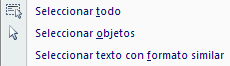 Seleccionar todo
Seleccionar objetos
Seleccionar texto con formato similar